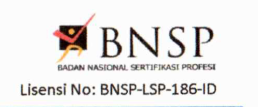 BNSP
BADAN NASIONAL SERTIFIKASI PROFESI
Lisensi No: BNSP-LSP-186-ID